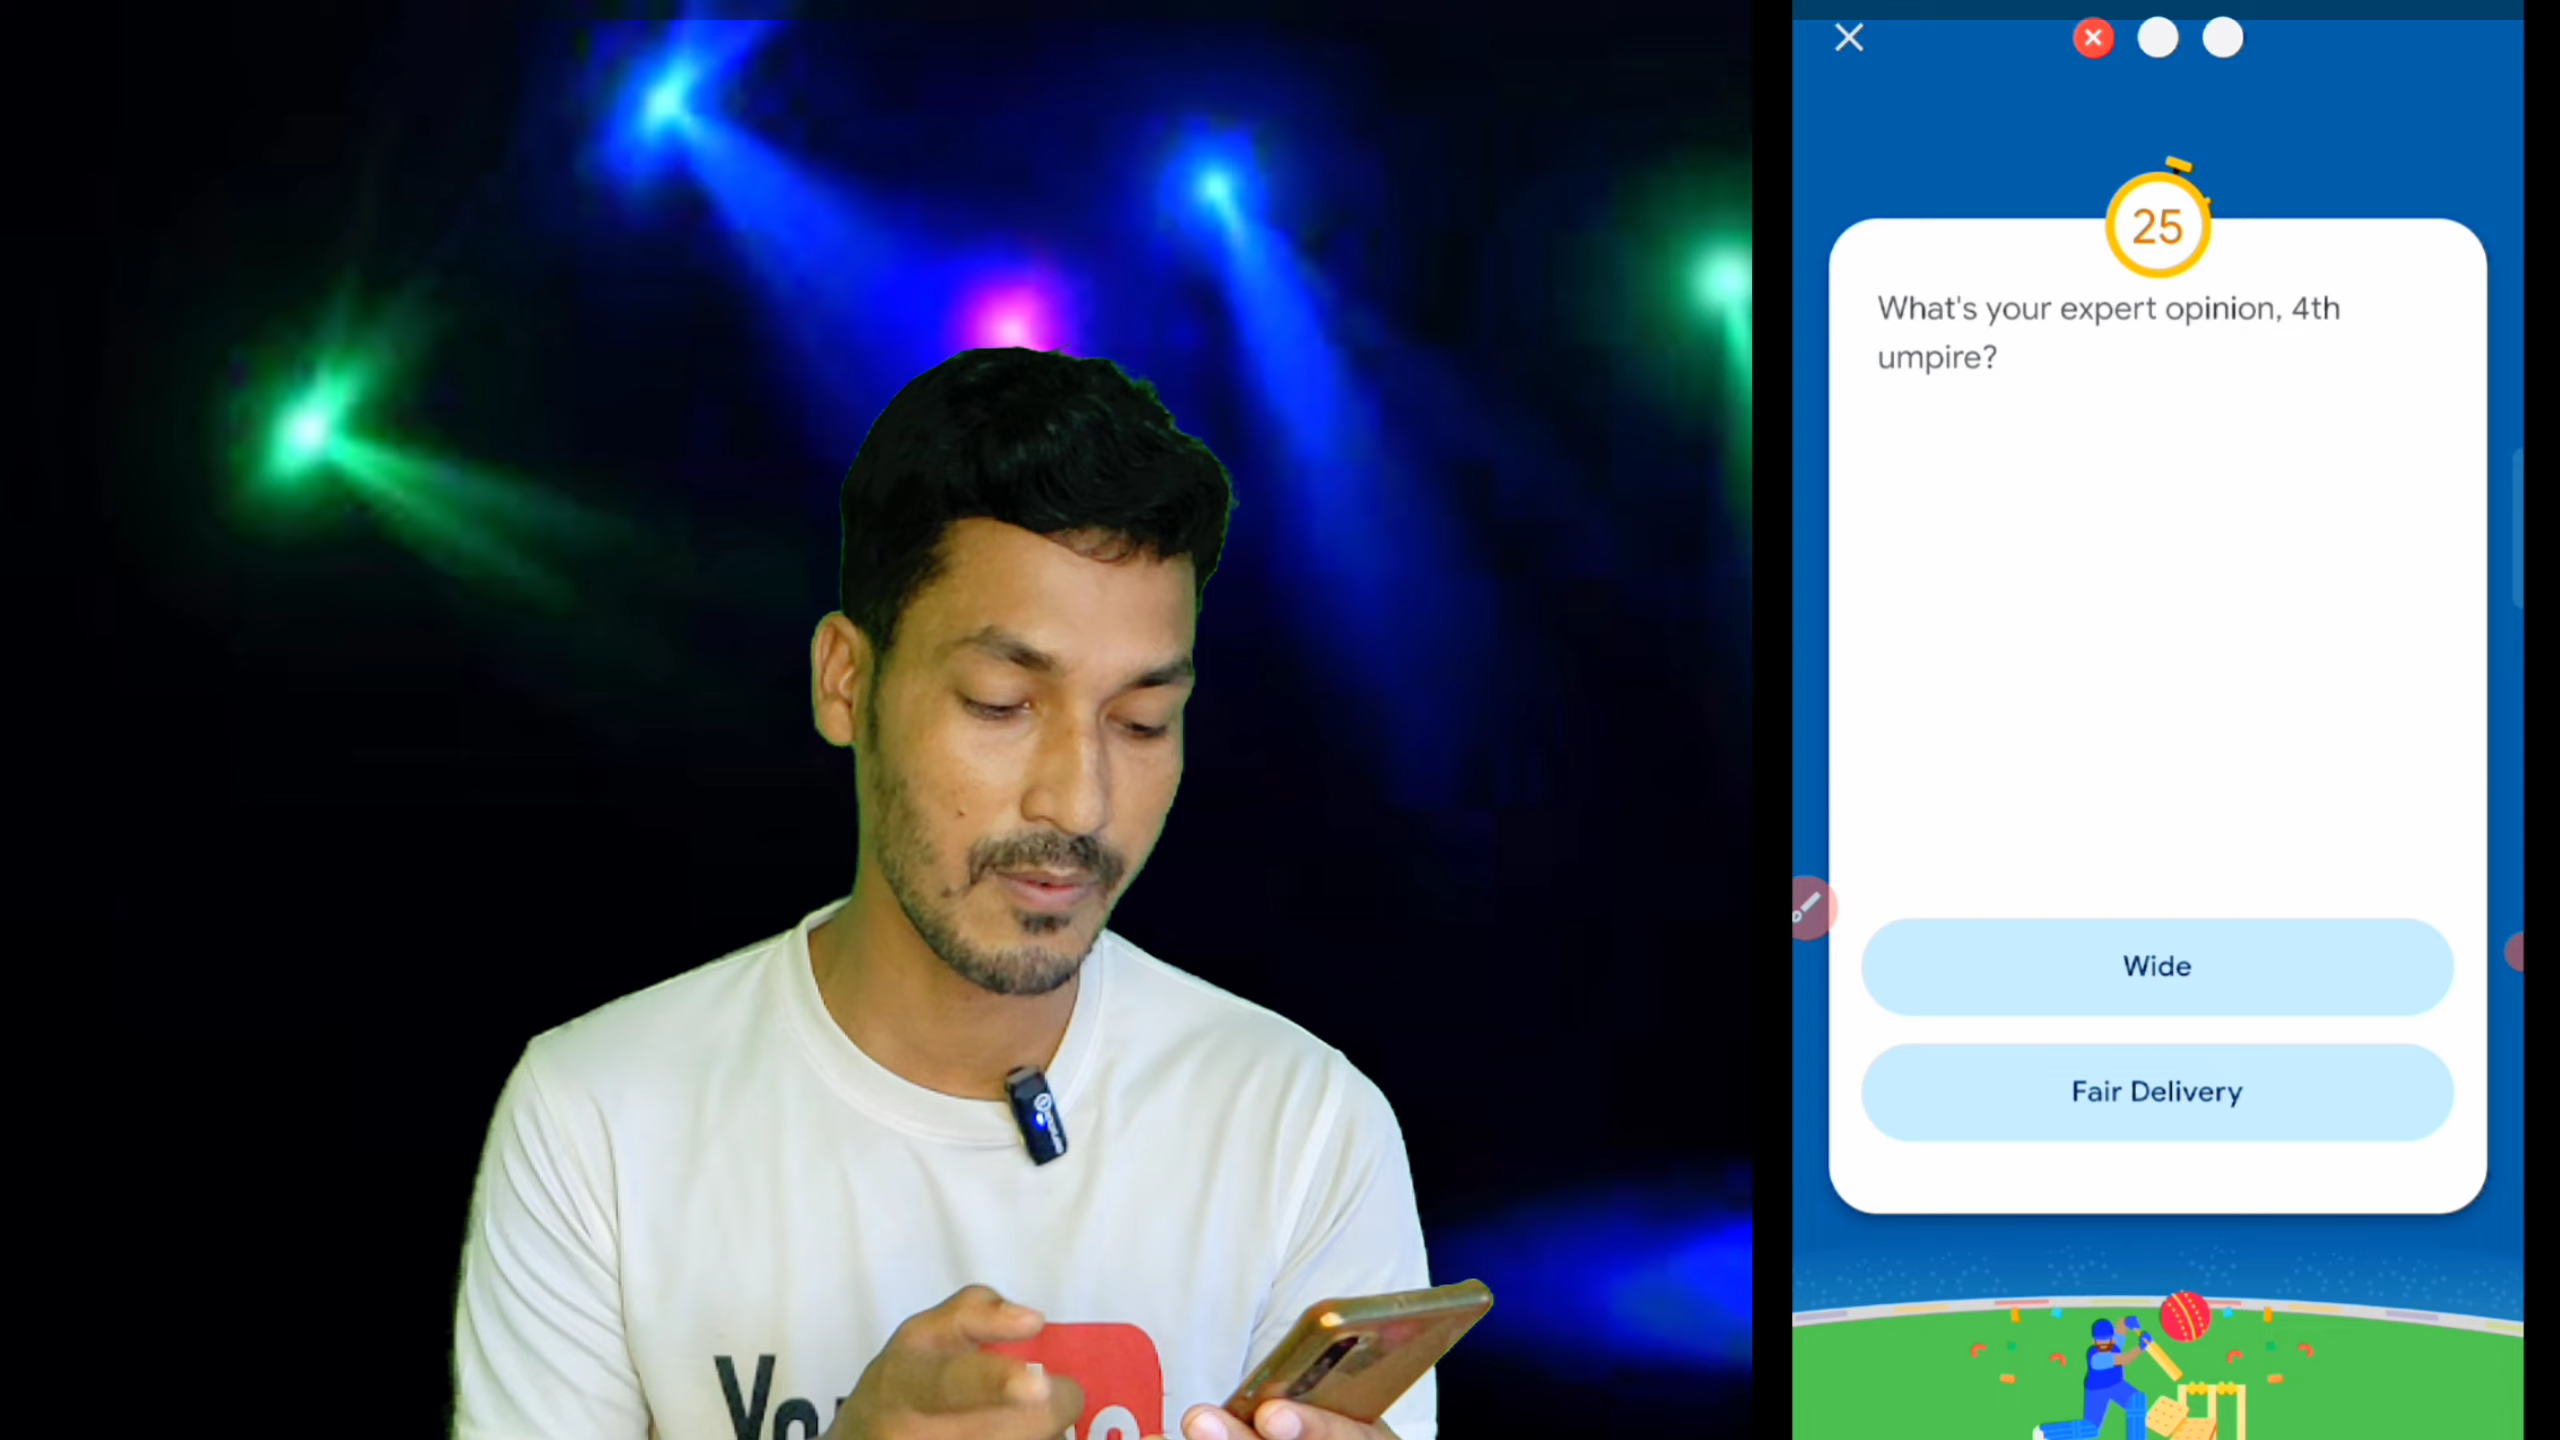 25
What's your expert opinion, 4th
umpire?
Wide
Fair Delivery